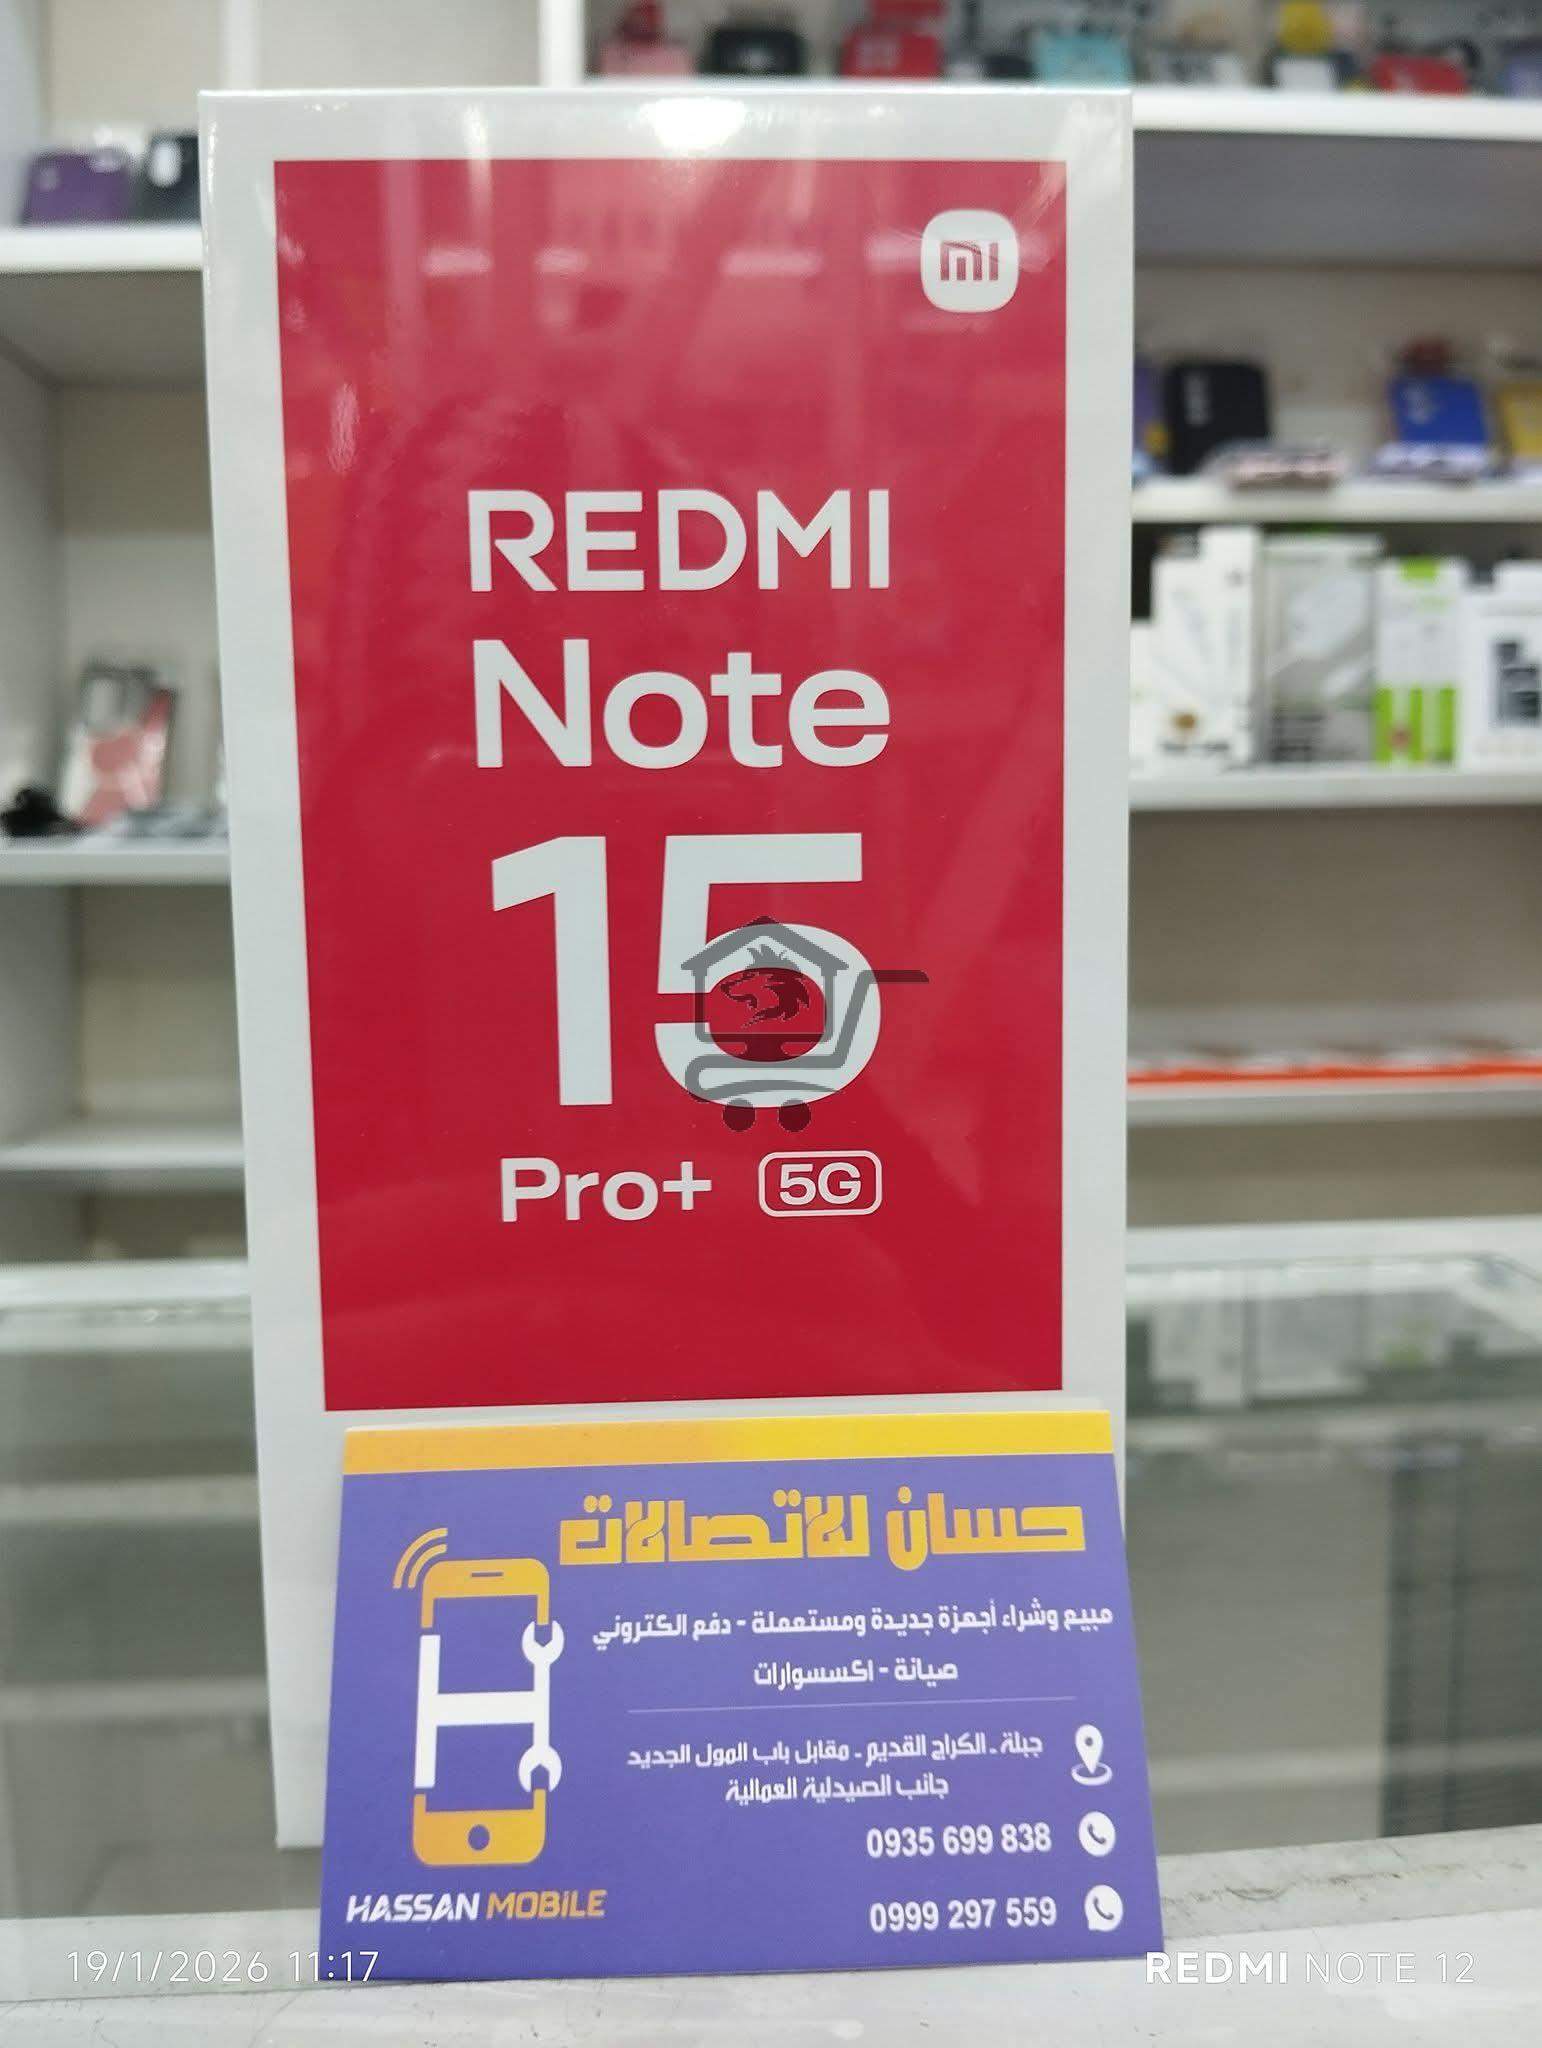 mi
REDMI
Note
15
Pro+ 5G
حسان للاتصالات
مبيع وشراء أجهزة جديدة ومستعملة - دفع الكتروني
صيانة - اكسسوارات
جبلة - الكراج القديم - مقابل باب المول الجديد
جانب الصيدلية العمالية
0935 699 838
0999 297 559
HASSAN MOBILE
19/1/2026 11:17
REDMI NOTE 12